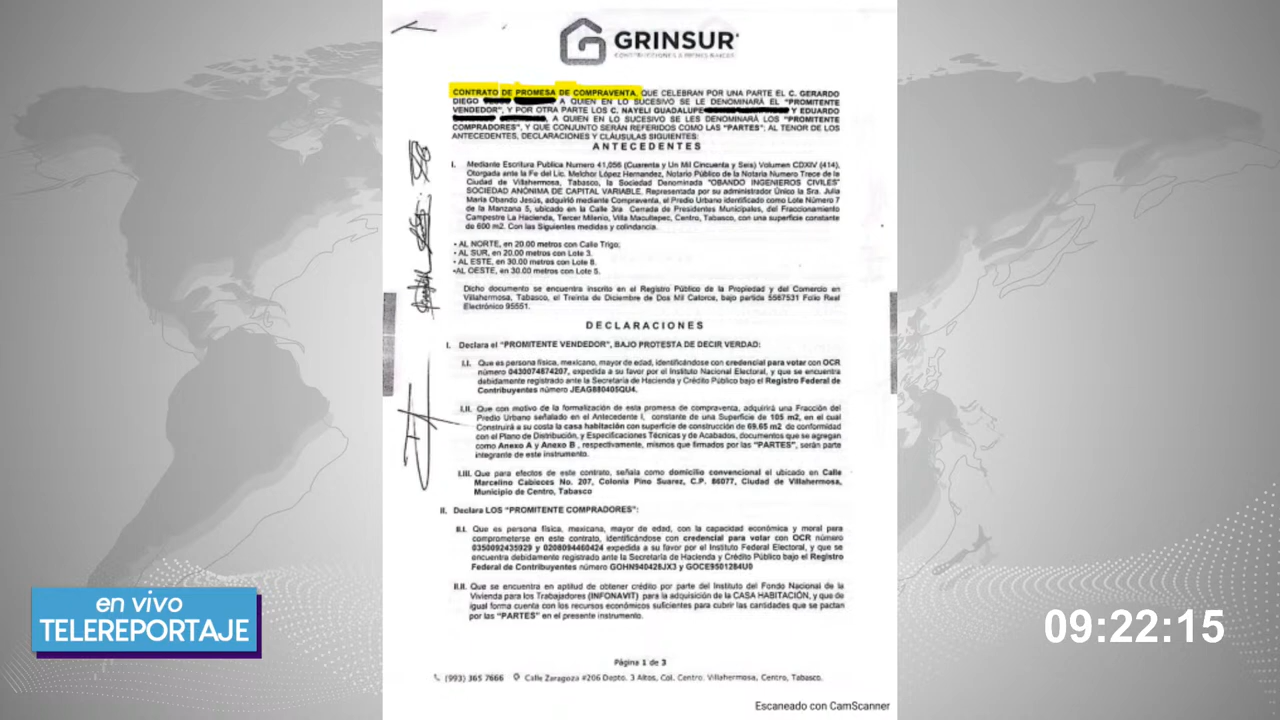 GRINSUR
CONSTRUCCIONES & BIENES RAICES
CONTRATO DE PROMESA DE COMPRAVENTA, QUE CELEBRAN POR UNA PARTE EL C. GERARDO
DIEGO A QUIEN EN LO SUCESIVO SE LE DENOMINARÁ EL "PROMITENTE
VENDEDOR", Y POR OTRA PARTE LOS C. NAYELI GUADALUPE Y EDUARDO
A QUIEN EN LO SUCESIVO SE LES DENOMINARÁ LOS "PROMITENTE
COMPRADORES", Y QUE CONJUNTO SERÁN REFERIDOS COMO LAS "PARTES"; AL TENOR DE LOS
ANTECEDENTES, DECLARACIONES Y CLÁUSULAS SIGUIENTES:
ANTECEDENTES
I. Mediante Escritura Publica Numero 41,056 (Cuarenta y Un Mil Cincuenta y Seis) Volumen CDXIV (414),
Otorgada ante la Fe del Lic. Melchor López Hernandez, Notario Público de la Notaria Numero Trece de la
Ciudad de Villahermosa, Tabasco, la Sociedad Denominada "OBANDO INGENIEROS CIVILES"
SOCIEDAD ANÓNIMA DE CAPITAL VARIABLE. Representada por su administrador Único la Sra. Julia
María Obando Jesús, adquirió mediante Compraventa, el Predio Urbano identificado como Lote Número 7
de la Manzana 5, ubicado en la Calle 3ra Cerrada de Presidentes Municipales, del Fraccionamiento
Campestre La Hacienda, Tercer Milenio, Villa Macultepec, Centro, Tabasco, con una superficie constante
de 600 m2. Con las Siguientes medidas y colindancia.
• AL NORTE, en 20.00 metros con Calle Trigo;
• AL SUR, en 20.00 metros con Lote 3.
• AL ESTE, en 30.00 metros con Lote 8.
•AL OESTE, en 30.00 metros con Lote 5.
Dicho documento se encuentra inscrito en el Registro Público de la Propiedad y del Comercio en
Villahermosa, Tabasco, el Treinta de Diciembre de Dos Mil Catorce, bajo partida 5567531 Folio Real
Electrónico 95551.
DECLARACIONES
I. Declara el "PROMITENTE VENDEDOR", BAJO PROTESTA DE DECIR VERDAD:
I.I. Que es persona física, mexicano, mayor de edad, identificándose con credencial para votar con OCR
número 0430074874207, expedida a su favor por el Instituto Nacional Electoral, y que se encuentra
debidamente registrado ante la Secretaría de Hacienda y Crédito Público bajo el Registro Federal de
Contribuyentes número JEAG880405QU4.
I.II. Que con motivo de la formalización de esta promesa de compraventa, adquirirá una Fracción del
Predio Urbano señalado en el Antecedente I, constante de una Superficie de 105 m2, en el cual
Construirá a su costa la casa habitación con superficie de construcción de 69.65 m2 de conformidad
con el Plano de Distribución, y Especificaciones Técnicas y de Acabados, documentos que se agregan
como Anexo A y Anexo B , respectivamente, mismos que firmados por las "PARTES", serán parte
integrante de este instrumento.
I.III. Que para efectos de este contrato, señala como domicilio convencional el ubicado en Calle
Marcelino Cabieces No. 207, Colonia Pino Suarez, C.P. 86077, Ciudad de Villahermosa,
Municipio de Centro, Tabasco
II. Declara LOS "PROMITENTE COMPRADORES":
II.I. Que es persona física, mexicana, mayor de edad, con la capacidad económica y moral para
comprometerse en este contrato, identificándose con credencial para votar con OCR número
0350092435929 y 0208094460424 expedida a su favor por el Instituto Federal Electoral, y que se
encuentra debidamente registrado ante la Secretaría de Hacienda y Crédito Público bajo el Registro
Federal de Contribuyentes número GOHN940428JX3 y GOCE9501284U0
II.II. Que se encuentra en aptitud de obtener crédito por parte del Instituto del Fondo Nacional de la
Vivienda para los Trabajadores (INFONAVIT) para la adquisición de la CASA HABITACIÓN, y que de
igual forma cuenta con los recursos económicos suficientes para cubrir las cantidades que se pactan
por las "PARTES" en el presente instrumento.
Página 1 de 3
(993) 365 7666 Calle Zaragoza #206 Depto. 3 Altos, Col. Centro. Villahermosa, Centro, Tabasco.
Escaneado con CamScanner
en vivo
TELEREPORTAJE
09:22:15